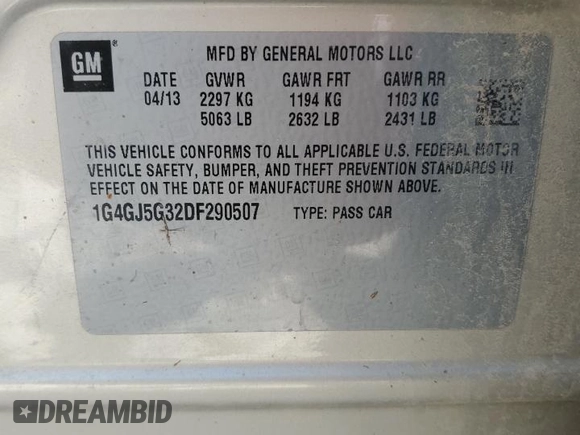 GM
MFD BY GENERAL MOTORS LLC
DATE GVWR GAWR FRT GAWR RR
04/13 2297 KG 1194 KG 1103 KG
5063 LB 2632 LB 2431 LB
THIS VEHICLE CONFORMS TO ALL APPLICABLE U.S. FEDERAL MOTOR
VEHICLE SAFETY, BUMPER, AND THEFT PREVENTION STANDARDS IN
EFFECT ON THE DATE OF MANUFACTURE SHOWN ABOVE.
1G4GJ5G32DF290507 TYPE: PASS CAR
DREAMBID